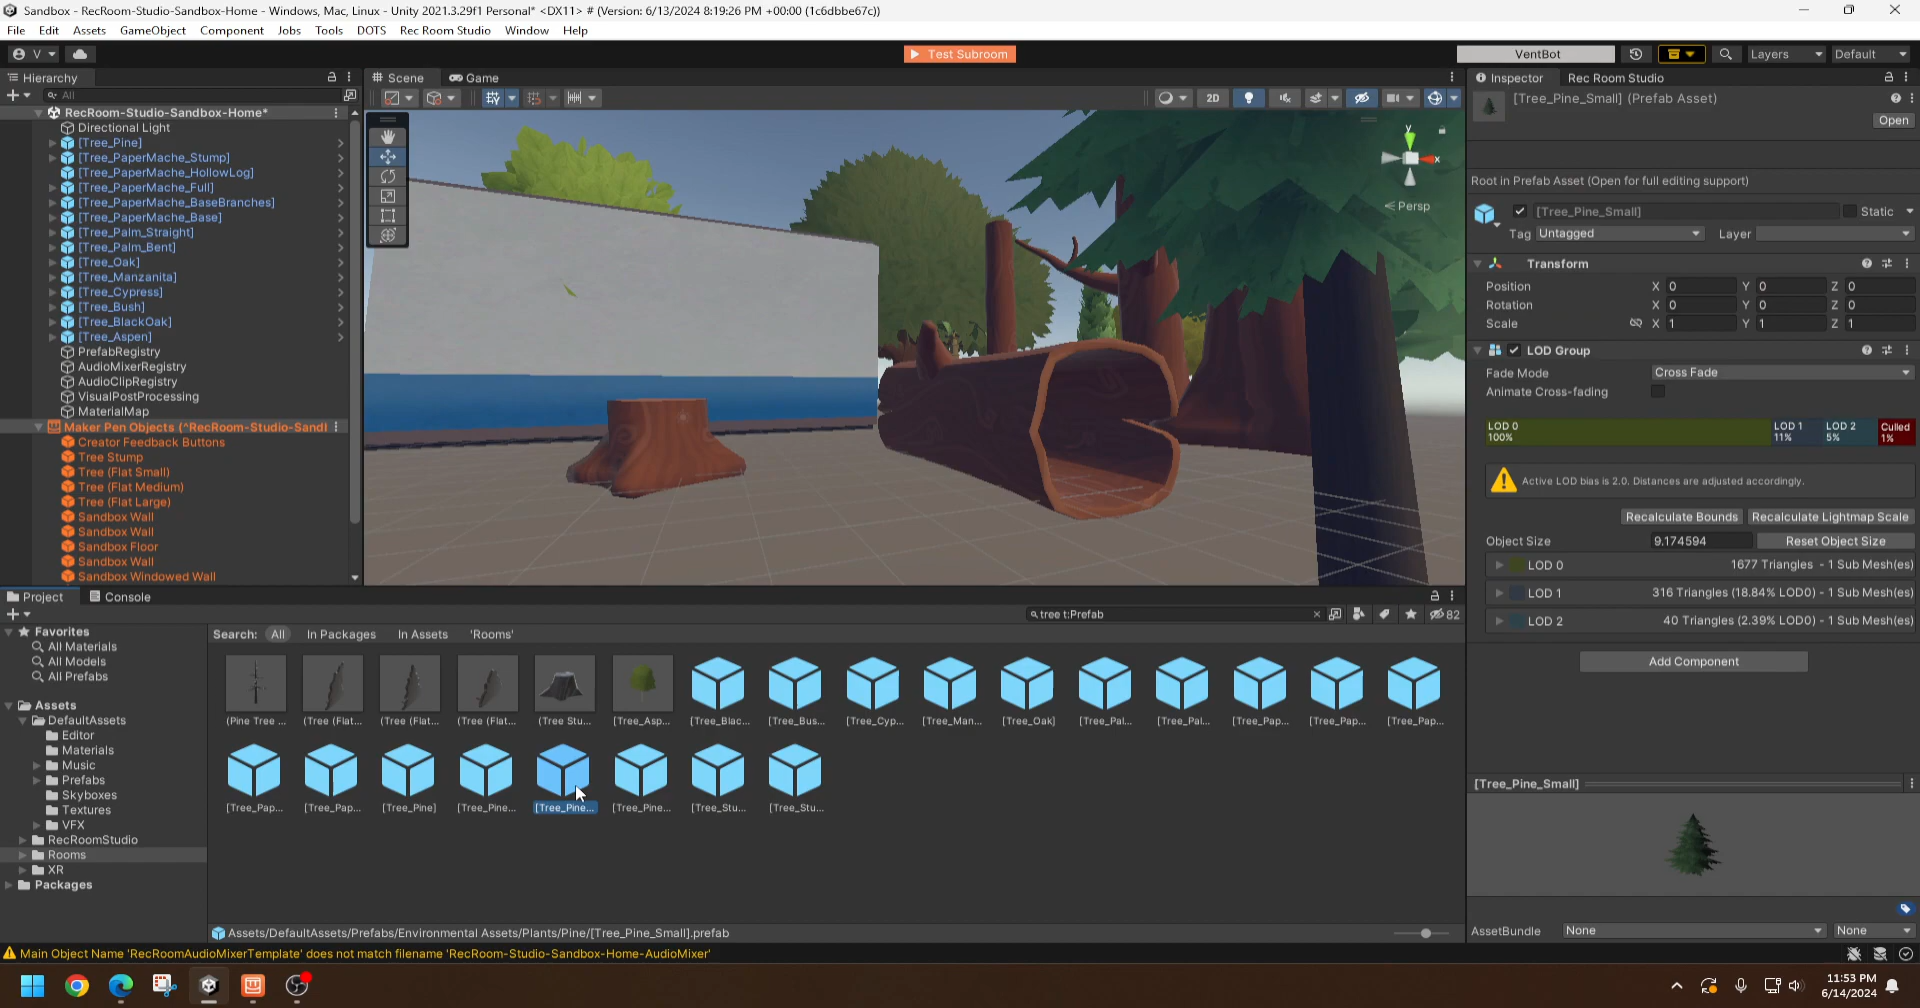 Sandbox - RecRoom-Studio-Sandbox-Home - Windows, Mac, Linux - Unity 2021.3.29f1 Personal* <DX11> # (Version: 6/13/2024 8:19:26 PM +00:00 (1c6dbbe67c))
File Edit Assets GameObject Component Jobs Tools DOTS Rec Room Studio Window Help
V Test Subroom VentBot Layers Default
Hierarchy
All
RecRoom-Studio-Sandbox-Home*
Directional Light
[Tree_Pine]
[Tree_PaperMache_Stump]
[Tree_PaperMache_HollowLog]
[Tree_PaperMache_Full]
[Tree_PaperMache_BaseBranches]
[Tree_PaperMache_Base]
[Tree_Palm_Straight]
[Tree_Palm_Bent]
[Tree_Oak]
[Tree_Manzanita]
[Tree_Cypress]
[Tree_Bush]
[Tree_BlackOak]
[Tree_Aspen]
PrefabRegistry
AudioMixerRegistry
AudioClipRegistry
VisualPostProcessing
MaterialMap
Maker Pen Objects (^RecRoom-Studio-Sandl
Creator Feedback Buttons
Tree Stump
Tree (Flat Small)
Tree (Flat Medium)
Tree (Flat Large)
Sandbox Wall
Sandbox Wall
Sandbox Floor
Sandbox Wall
Sandbox Windowed Wall
Scene Game
2D
y
x
Persp
Inspector Rec Room Studio
[Tree_Pine_Small] (Prefab Asset)
Open
Root in Prefab Asset (Open for full editing support)
[Tree_Pine_Small] Static
Tag Untagged Layer
Transform
Position X 0 Y 0 Z 0
Rotation X 0 Y 0 Z 0
Scale X 1 Y 1 Z 1
LOD Group
Fade Mode Cross Fade
Animate Cross-fading
LOD 0 LOD 1 LOD 2 Culled
100% 11% 5% 1%
Active LOD bias is 2.0. Distances are adjusted accordingly.
Recalculate Bounds Recalculate Lightmap Scale
Object Size 9.174594 Reset Object Size
LOD 0 1677 Triangles - 1 Sub Mesh(es)
LOD 1 316 Triangles (18.84% LOD0) - 1 Sub Mesh(es)
LOD 2 40 Triangles (2.39% LOD0) - 1 Sub Mesh(es)
Add Component
[Tree_Pine_Small]
AssetBundle None None
Project Console
tree t:Prefab 82
Favorites
All Materials
All Models
All Prefabs
Assets
DefaultAssets
Editor
Materials
Music
Prefabs
Skyboxes
Textures
VFX
RecRoomStudio
Rooms
XR
Packages
Search: All In Packages In Assets 'Rooms'
(Pine Tree ... (Tree (Flat... (Tree (Flat... (Tree (Flat... (Tree Stu... [Tree_Asp... [Tree_Blac... [Tree_Bus... [Tree_Cyp... [Tree_Man... [Tree_Oak] [Tree_Pal... [Tree_Pal... [Tree_Pap... [Tree_Pap... [Tree_Pap...
[Tree_Pap... [Tree_Pap... [Tree_Pine] [Tree_Pine... [Tree_Pine... [Tree_Pine... [Tree_Stu... [Tree_Stu...
Assets/DefaultAssets/Prefabs/Environmental Assets/Plants/Pine/[Tree_Pine_Small].prefab
Main Object Name 'RecRoomAudioMixerTemplate' does not match filename 'RecRoom-Studio-Sandbox-Home-AudioMixer'
11:53 PM
6/14/2024